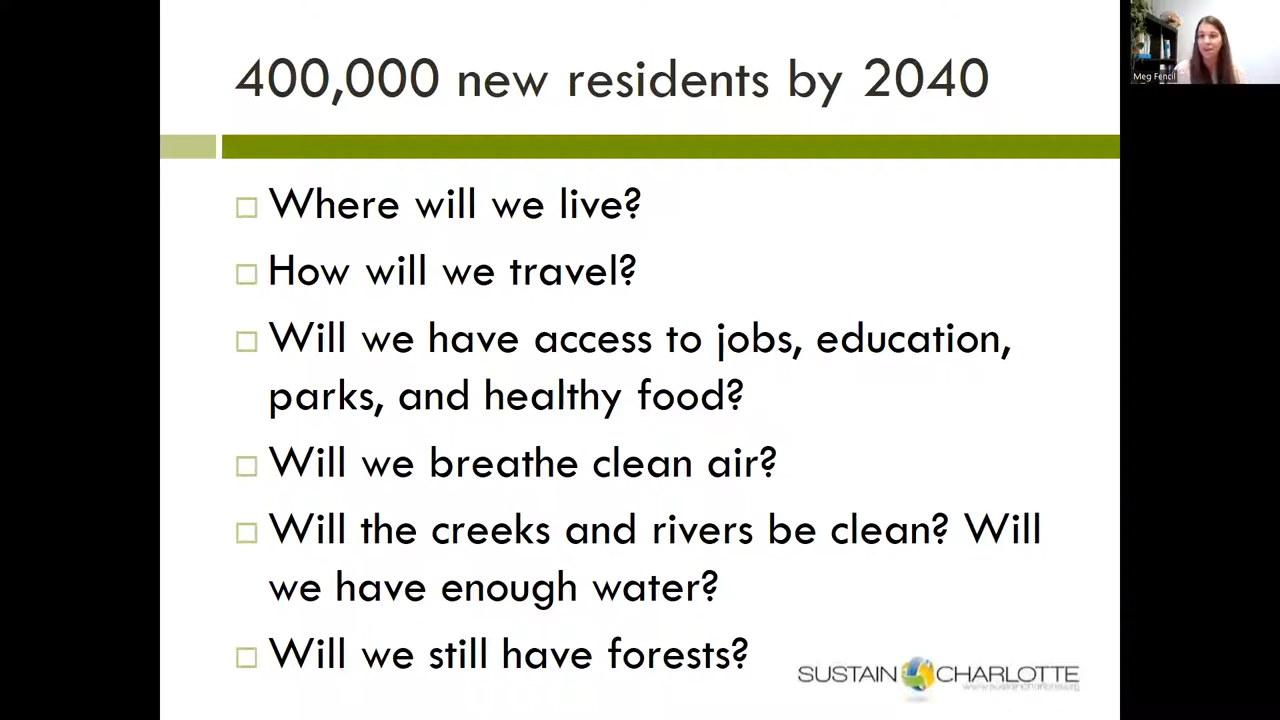 400,000 new residents by 2040
Where will we live?
How will we travel?
Will we have access to jobs, education,
parks, and healthy food?
Will we breathe clean air?
Will the creeks and rivers be clean? Will
we have enough water?
Will we still have forests?
SUSTAIN CHARLOTTE
www.sustaincharlotte.org
Meg Fencil